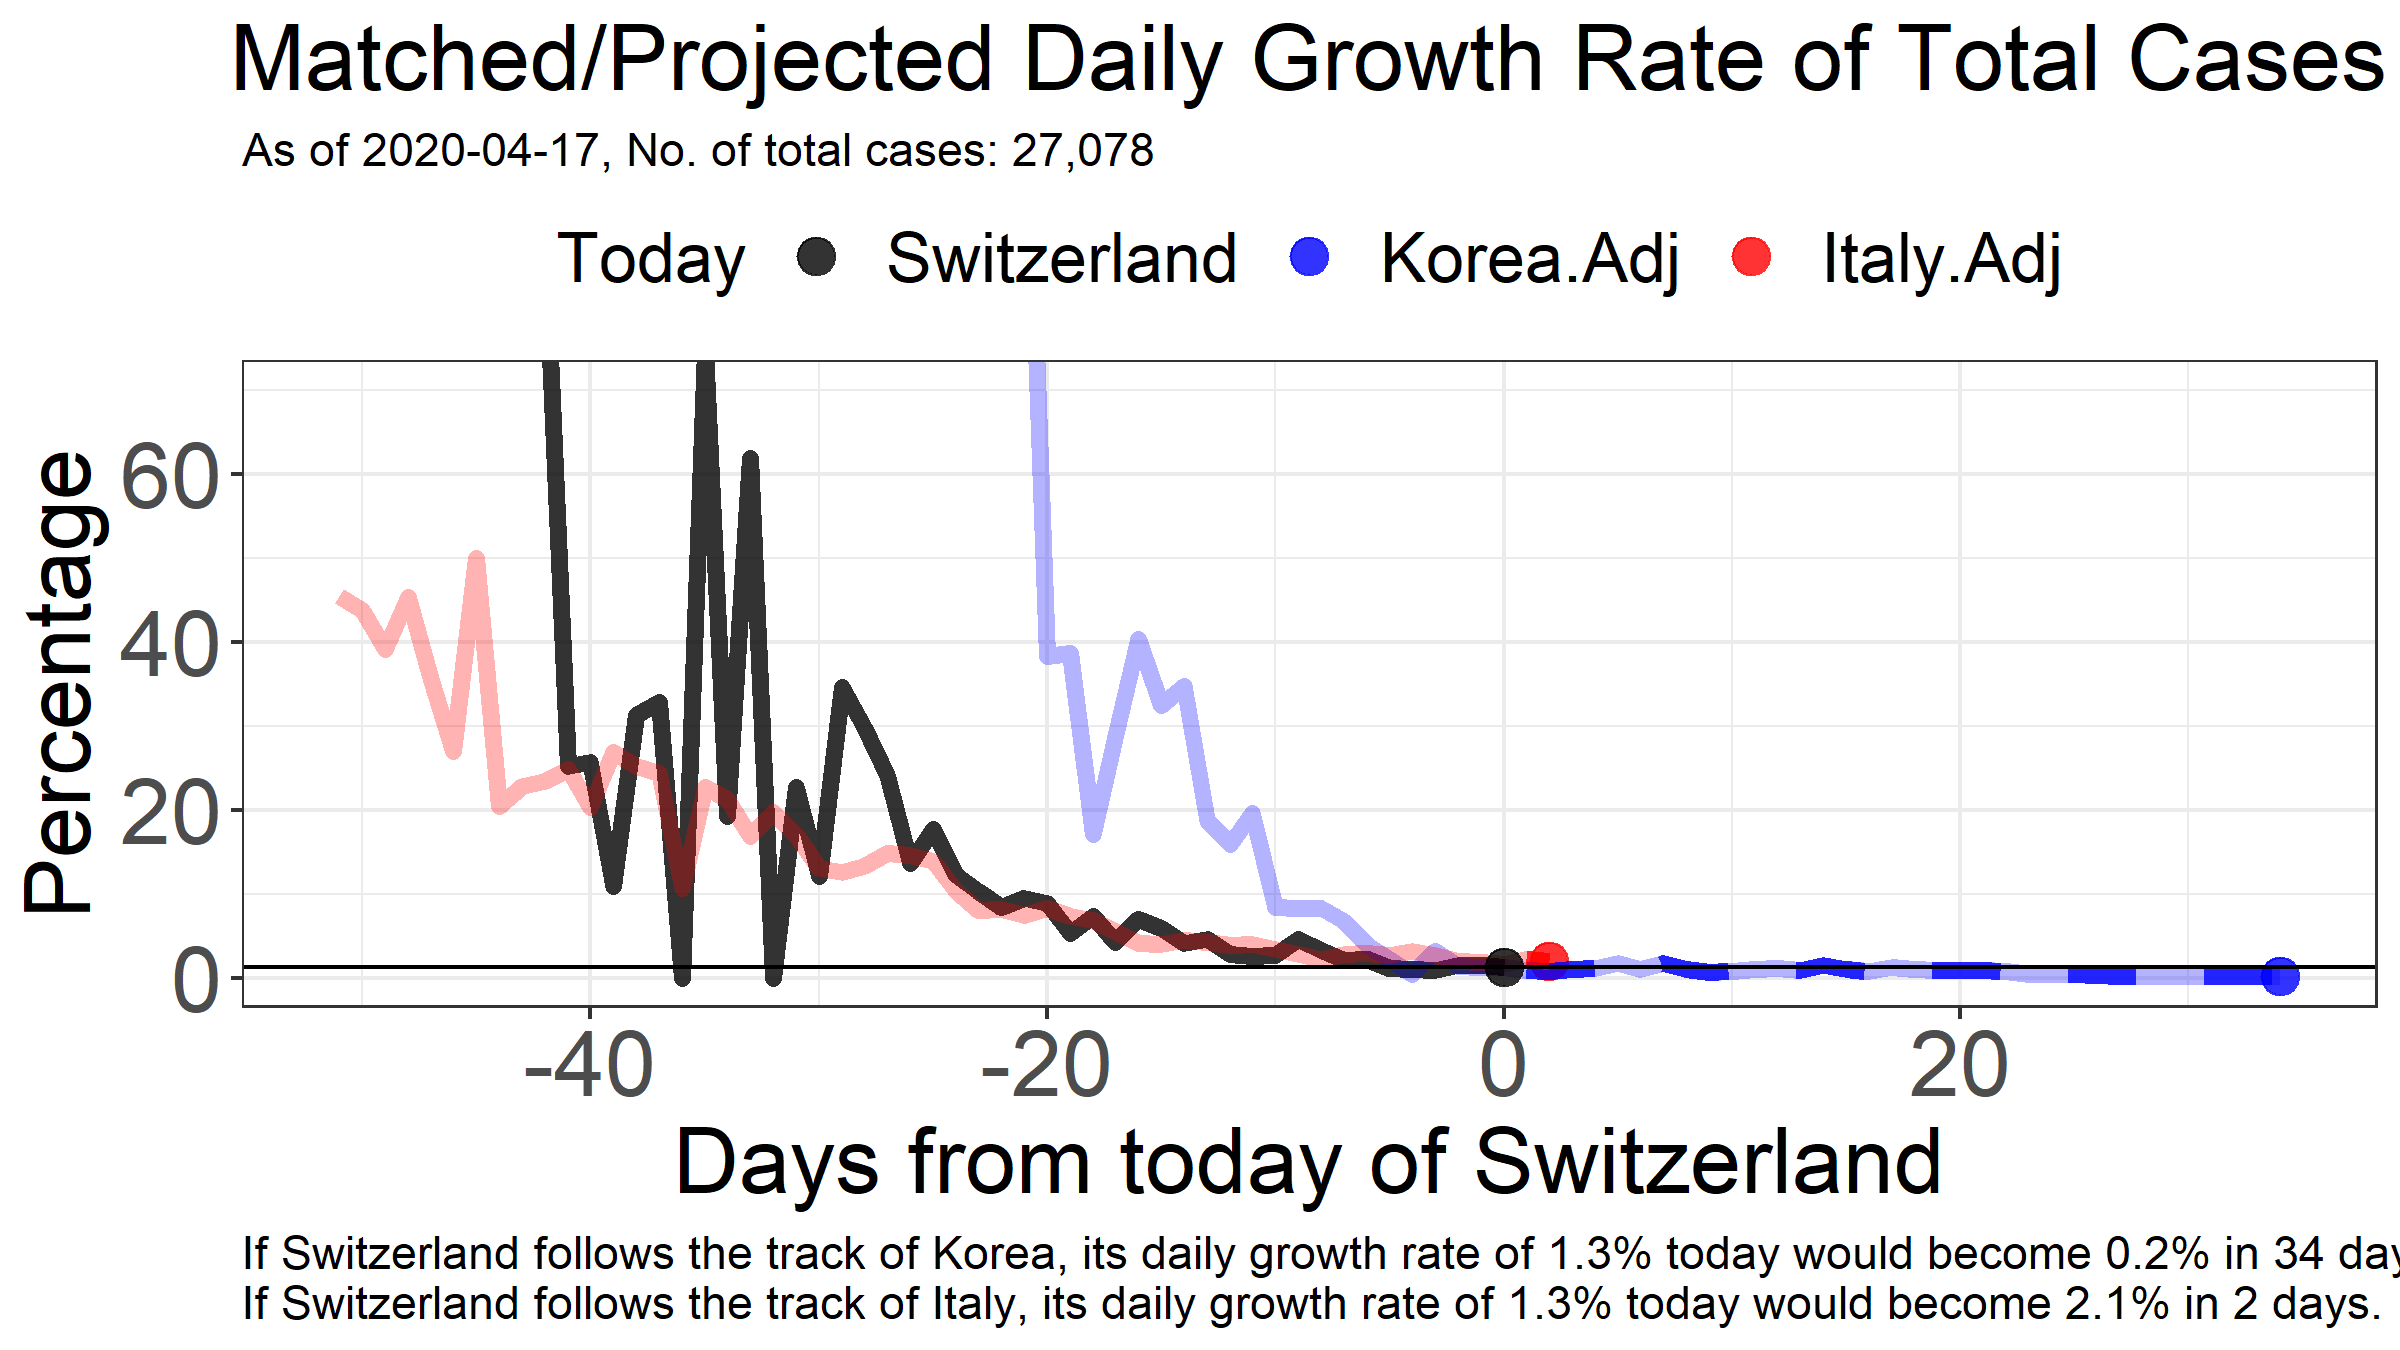 Matched/Projected Daily Growth Rate of Total Cases
As of 2020-04-17, No. of total cases: 27,078
Today Switzerland Korea.Adj Italy.Adj
Percentage
60
40
20
0
-40 -20 0 20
Days from today of Switzerland
If Switzerland follows the track of Korea, its daily growth rate of 1.3% today would become 0.2% in 34
If Switzerland follows the track of Italy, its daily growth rate of 1.3% today would become 2.1% in 2 days.